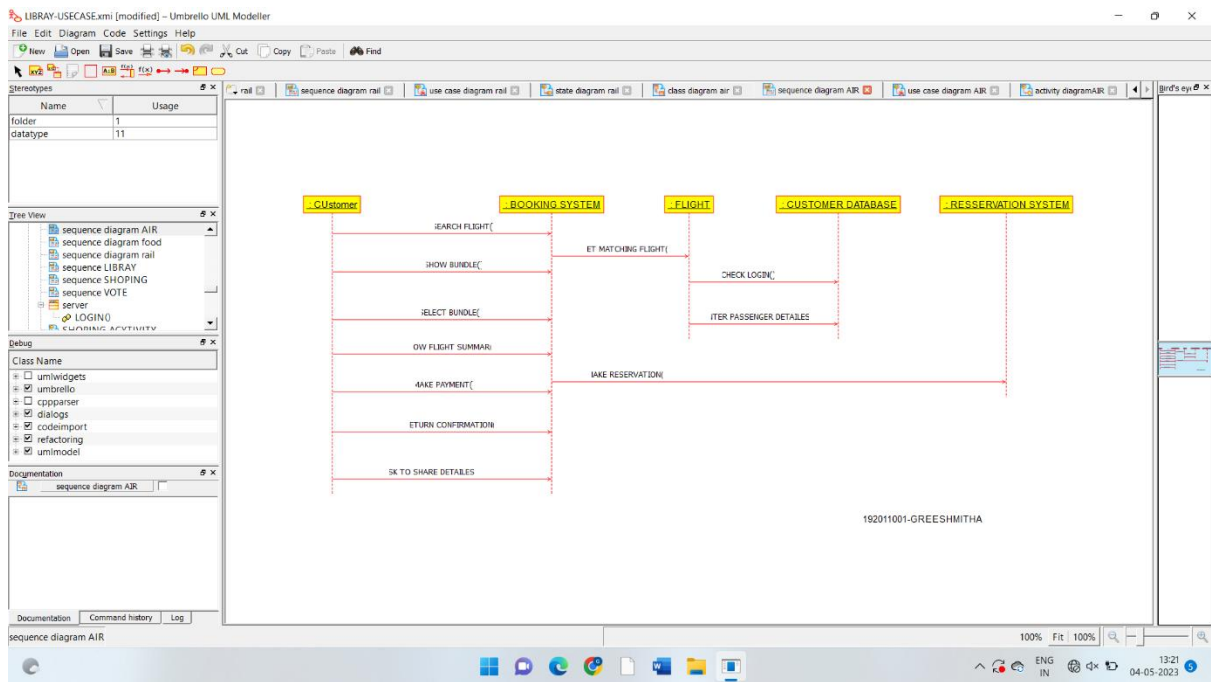 LIBRAY-USECASE.xmi [modified] – Umbrello UML Modeller
File Edit Diagram Code Settings Help
New Open Save Cut Copy Paste Find
Stereotypes
Name Usage
folder 1
datatype 11
Tree View
sequence diagram AIR
sequence diagram food
sequence diagram rail
sequence LIBRAY
sequence SHOPING
sequence VOTE
server
LOGIN()
SHOPING ACYTIVITY
Debug
Class Name
umlwidgets
umbrello
cppparser
dialogs
codeimport
refactoring
umlmodel
Documentation
sequence diagram AIR
Documentation Command history Log
sequence diagram AIR
rail sequence diagram rail use case diagram rail state diagram rail class diagram air sequence diagram AIR use case diagram AIR activity diagramAIR
Bird's eye
: CUstomer : BOOKING SYSTEM : FLIGHT : CUSTOMER DATABASE : RESSERVATION SYSTEM
SEARCH FLIGHT(
ET MATCHING FLIGHT(
SHOW BUNDLE(
CHECK LOGIN()
SELECT BUNDLE(
ITER PASSENGER DETAILES
OW FLIGHT SUMMARY
MAKE RESERVATION(
MAKE PAYMENT(
ETURN CONFIRMATION
SK TO SHARE DETAILES
192011001-GREESHMITHA
100% Fit 100%
ENG
IN
13:21
04-05-2023
5